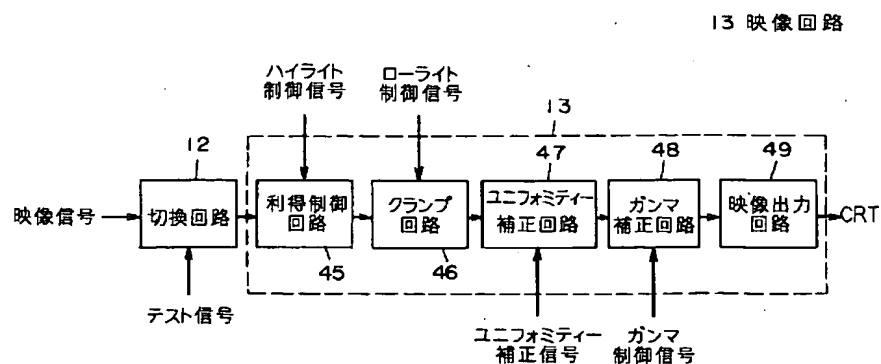 13 映像回路
ハイライト
制御信号
ローライト
制御信号
13
12
47
48
49
映像信号
切換回路
利得制御
回路
クランプ
回路
ユニフォミティー
補正回路
ガンマ
補正回路
映像出力
回路
CRT
45
46
テスト信号
ユニフォミティー
補正信号
ガンマ
制御信号